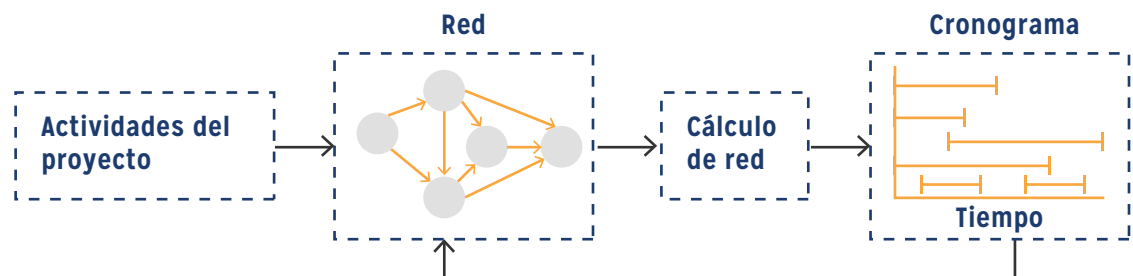 Red
Cronograma
Actividades del
proyecto
Cálculo
de red
Tiempo